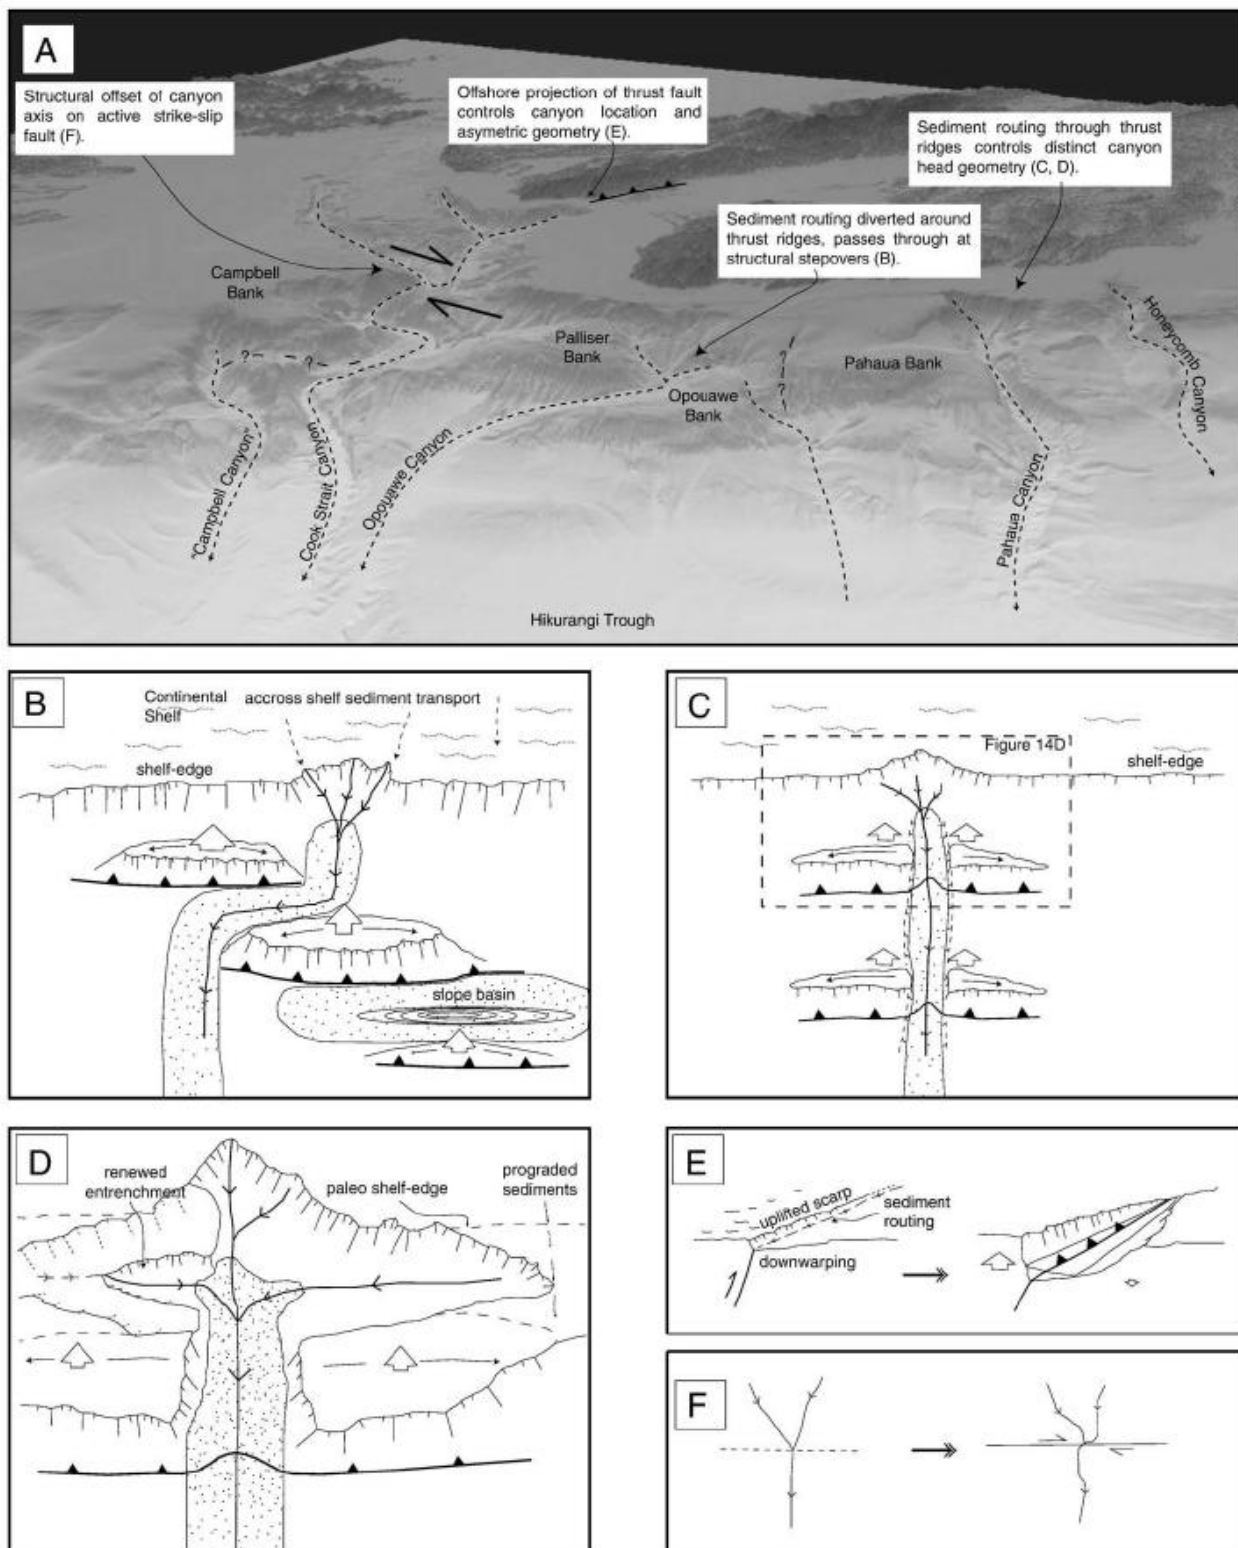 A
Structural offset of canyon
axis on active strike-slip
fault (F).
Offshore projection of thrust fault
controls canyon location and
asymetric geometry (E).
Sediment routing through thrust
ridges controls distinct canyon
head geometry (C, D).
Sediment routing diverted around
thrust ridges, passes through at
structural stepovers (B).
Campbell
Bank
Palliser
Bank
Opouawe
Bank
Pahaua Bank
Honeycomb Canyon
?
?
?
"Campbell Canyon"
Cook Strait Canyon
Opouawe Canyon
Pahaua Canyon
Hikurangi Trough
B
Continental
Shelf
accross shelf sediment transport
shelf-edge
slope basin
C
Figure 14D
shelf-edge
D
renewed
entrenchment
paleo shelf-edge
prograded
sediments
E
uplifted scarp
sediment
routing
downwarping
F